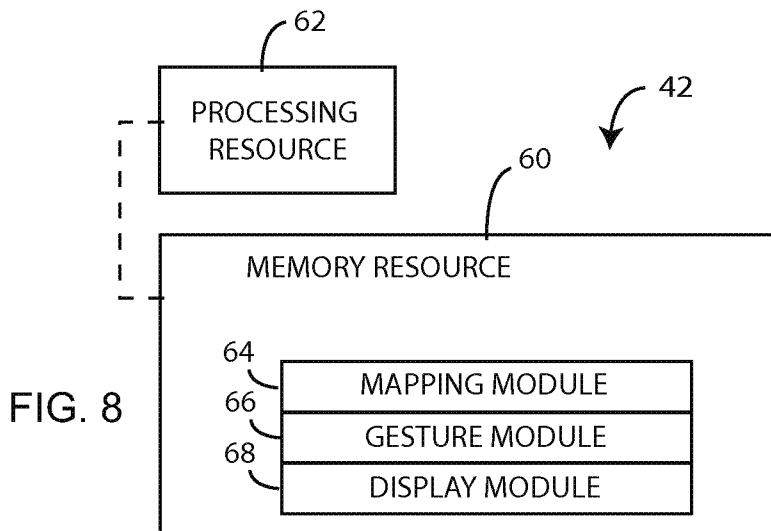 62
PROCESSING
RESOURCE
42
60
MEMORY RESOURCE
64
MAPPING MODULE
FIG. 8
66
GESTURE MODULE
68
DISPLAY MODULE